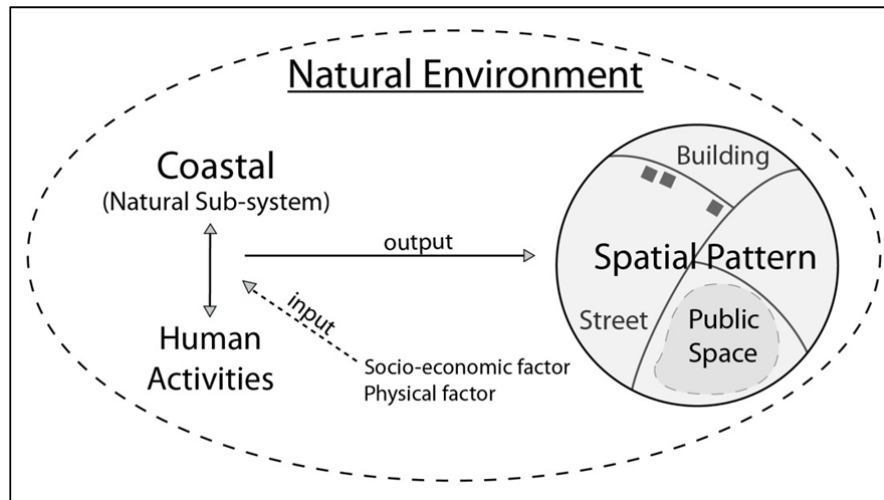 Natural Environment
Coastal
(Natural Sub-system)
output
input
Human
Activities
Socio-economic factor
Physical factor
Building
Spatial Pattern
Street
Public
Space